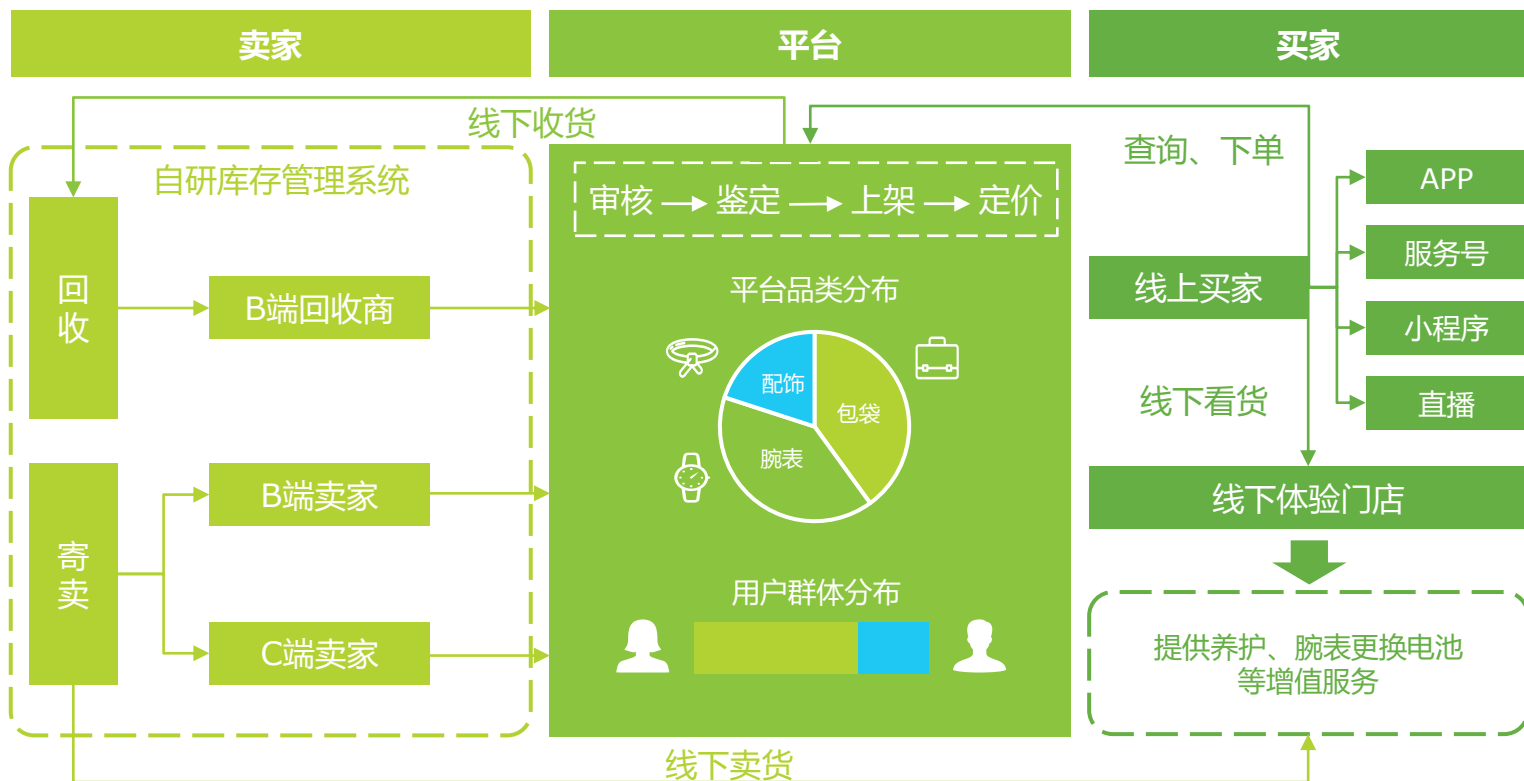 卖家
平台
买家
线下收货
自研库存管理系统
回
收
B端回收商
寄
卖
B端卖家
C端卖家
线下卖货
审核
鉴定
上架
定价
平台品类分布
配饰
包袋
腕表
用户群体分布
查询、下单
线上买家
APP
服务号
小程序
直播
线下看货
线下体验门店
提供养护、腕表更换电池
等增值服务